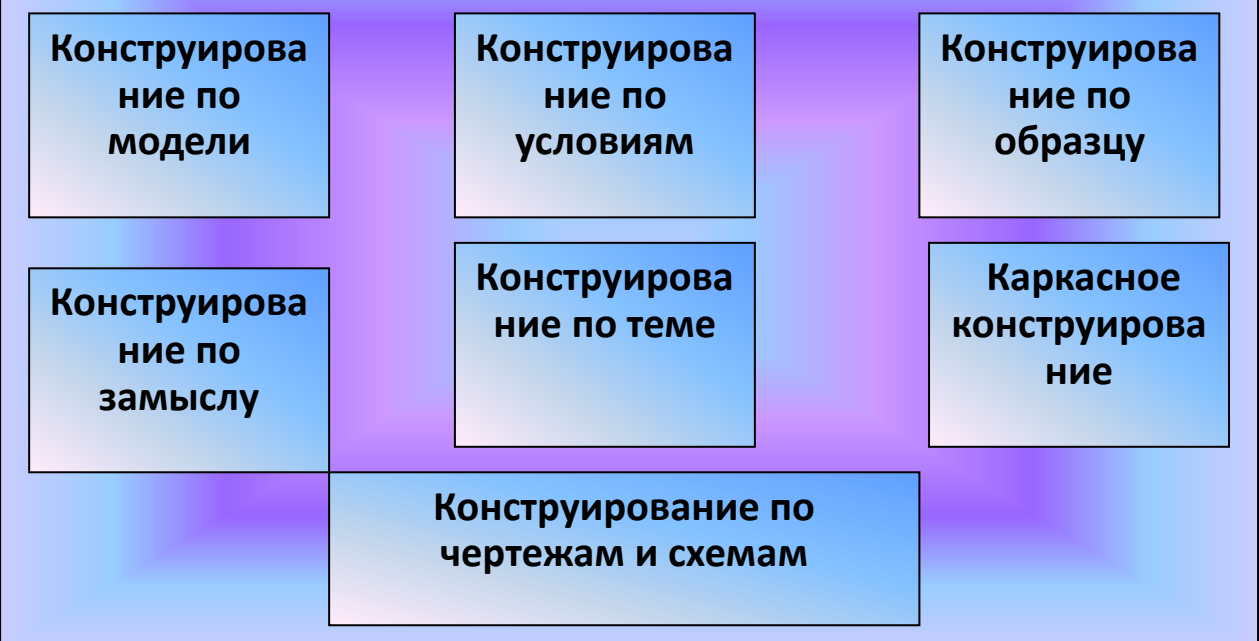 Конструирова
ние по
модели
Конструирова
ние по
условиям
Конструирова
ние по
образцу
Конструирова
ние по
замыслу
Конструирова
ние по теме
Каркасное
конструирова
ние
Конструирование по
чертежам и схемам